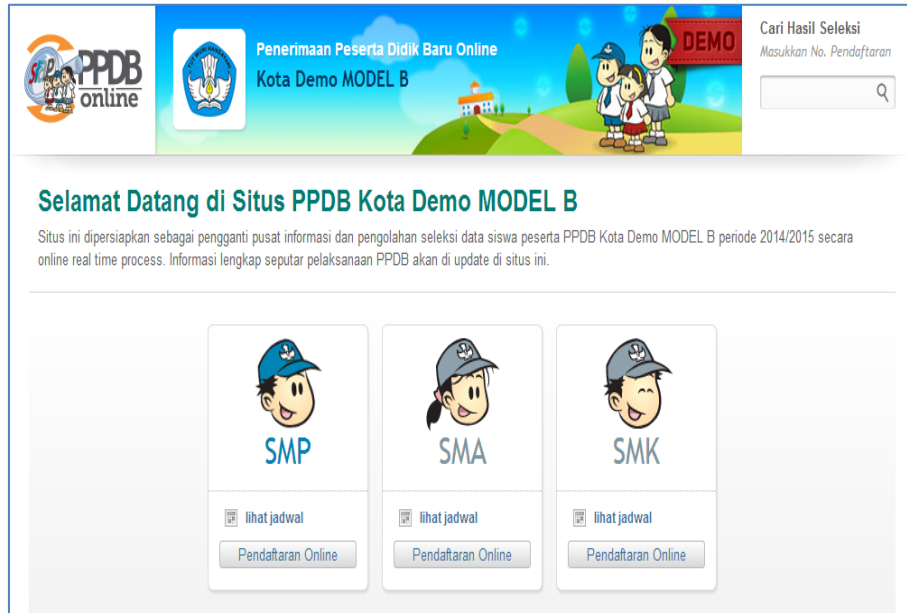 PPDB
online
Penerimaan Peserta Didik Baru Online
Kota Demo MODEL B
DEMO
Cari Hasil Seleksi
Masukkan No. Pendaftaran
Selamat Datang di Situs PPDB Kota Demo MODEL B
Situs ini dipersiapkan sebagai pengganti pusat informasi dan pengolahan seleksi data siswa peserta PPDB Kota Demo MODEL B periode 2014/2015 secara
online real time process. Informasi lengkap seputar pelaksanaan PPDB akan di update di situs ini.
SMP
SMA
SMK
lihat jadwal
lihat jadwal
lihat jadwal
Pendaftaran Online
Pendaftaran Online
Pendaftaran Online